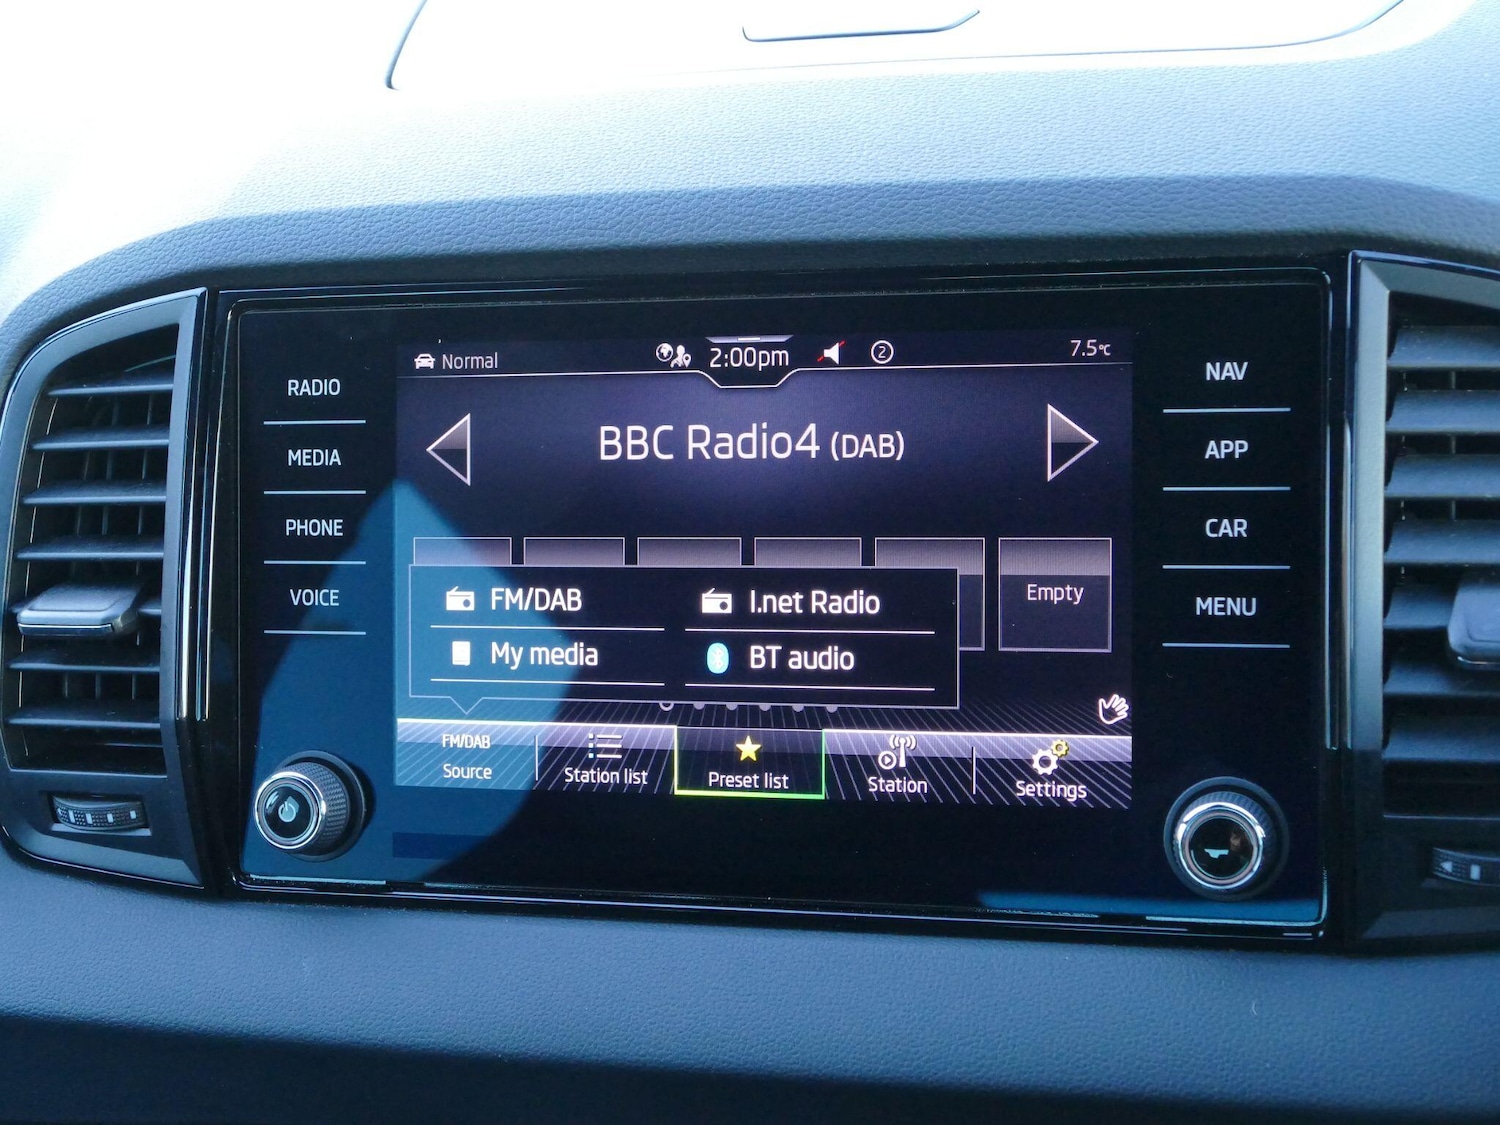 Normal 2:00pm 2 7.5°C
RADIO
MEDIA
PHONE
VOICE
BBC Radio4 (DAB)
FM/DAB
I.net Radio
My media
BT audio
Empty
FM/DAB
Source
Station list
Preset list
Station
Settings
NAV
APP
CAR
MENU